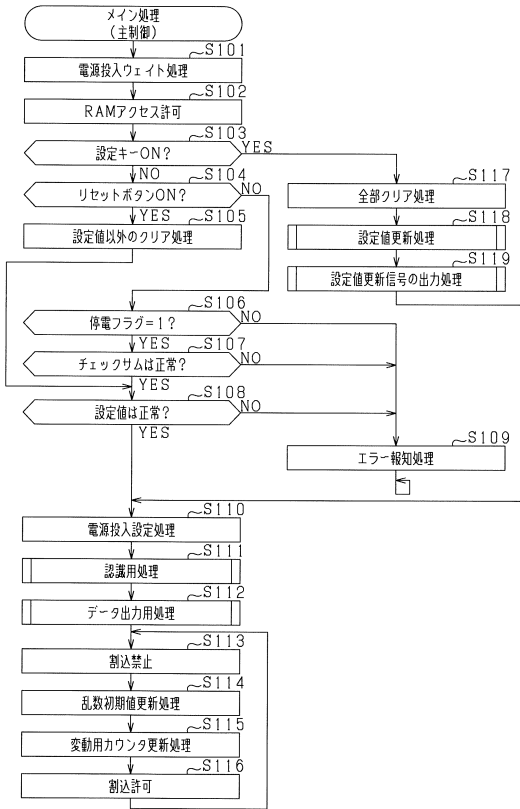 メイン処理
(主制御)
S101
電源投入ウェイト処理
S102
RAMアクセス許可
S103
設定キーON?
YES
NO
S104
リセットボタンON?
NO
YES
S105
設定値以外のクリア処理
S117
全部クリア処理
S118
設定値更新処理
S119
設定値更新信号の出力処理
S106
停電フラグ=1?
NO
YES
S107
チェックサムは正常?
NO
YES
S108
設定値は正常?
NO
YES
S109
エラー報知処理
S110
電源投入設定処理
S111
認識用処理
S112
データ出力用処理
S113
割込禁止
S114
乱数初期値更新処理
S115
変動用カウンタ更新処理
S116
割込許可